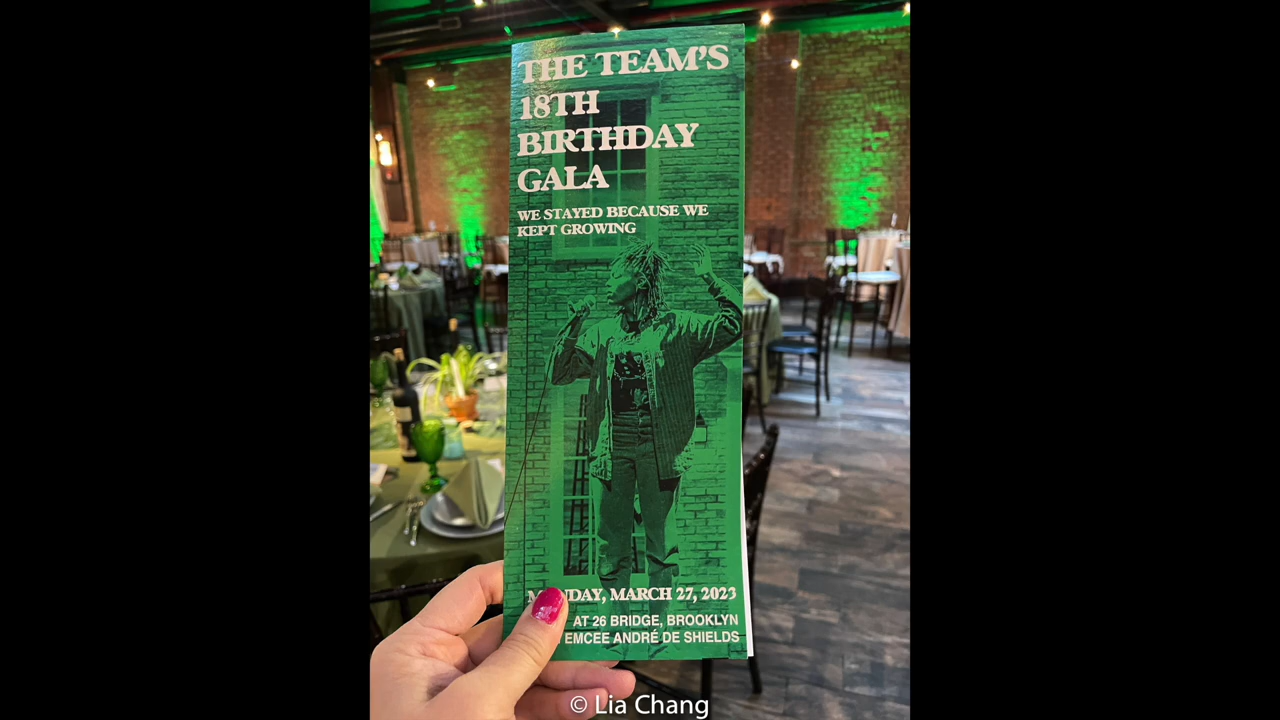 THE TEAM'S
18TH
BIRTHDAY
GALA
WE STAYED BECAUSE WE
KEPT GROWING
MONDAY, MARCH 27, 2023
AT 26 BRIDGE, BROOKLYN
EMCEE ANDRÉ DE SHIELDS
© Lia Chang